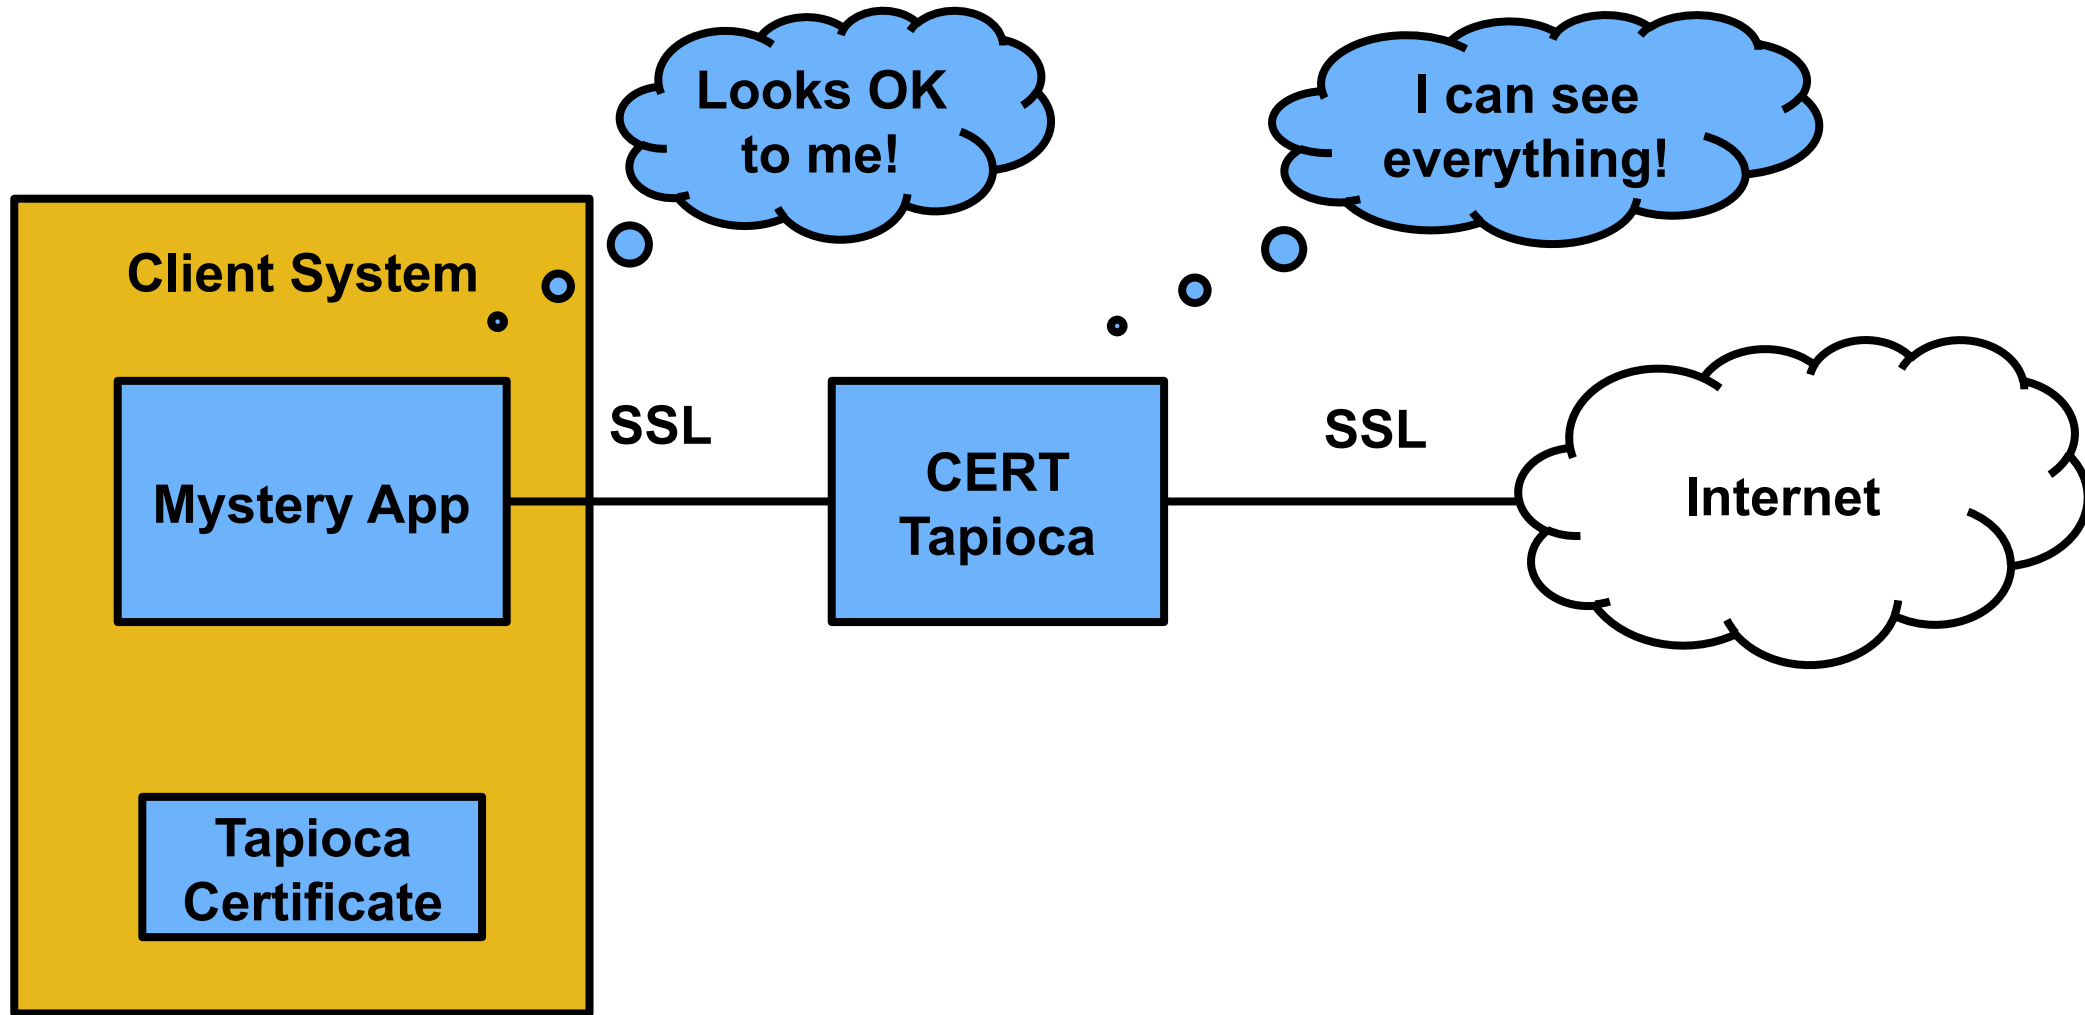 Looks OK
to me!
I can see
everything!
Client System
SSL
SSL
Mystery App
CERT
Tapioca
Internet
Tapioca
Certificate